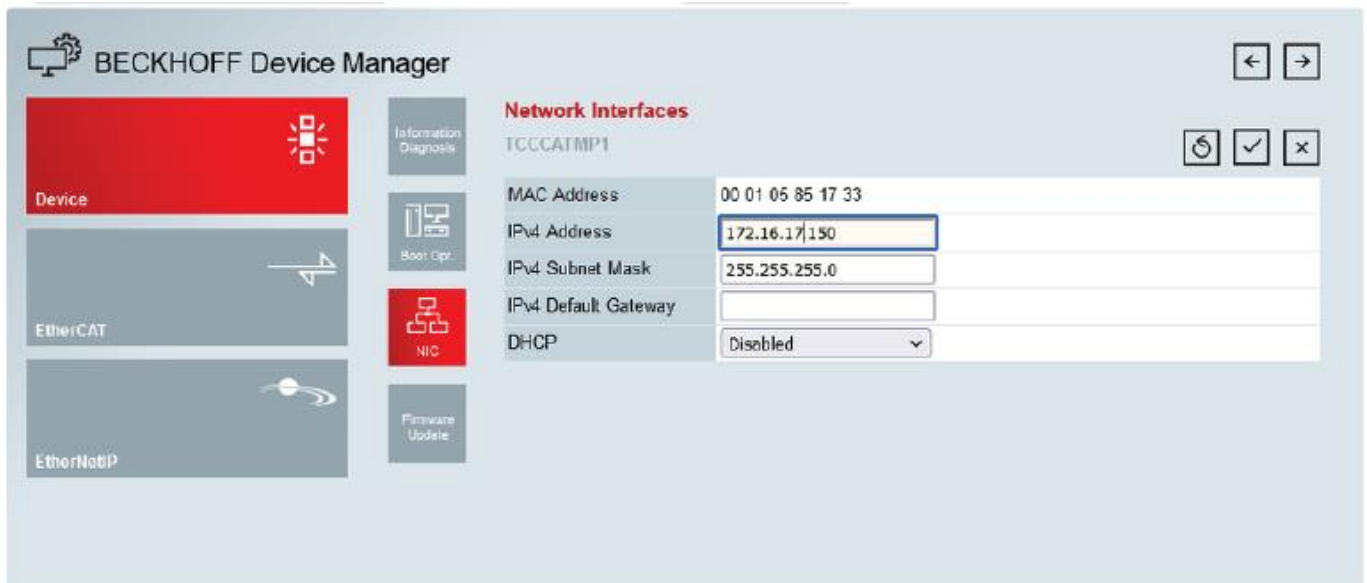 BECKHOFF Device Manager
Device
EtherCAT
EtherNetIP
Information
Diagnosis
Boot Opt.
NIC
Firmware
Update
Network Interfaces
TCCCATMP1
MAC Address 00 01 05 85 17 33
IPv4 Address 172.16.17.150
IPv4 Subnet Mask 255.255.255.0
IPv4 Default Gateway
DHCP Disabled